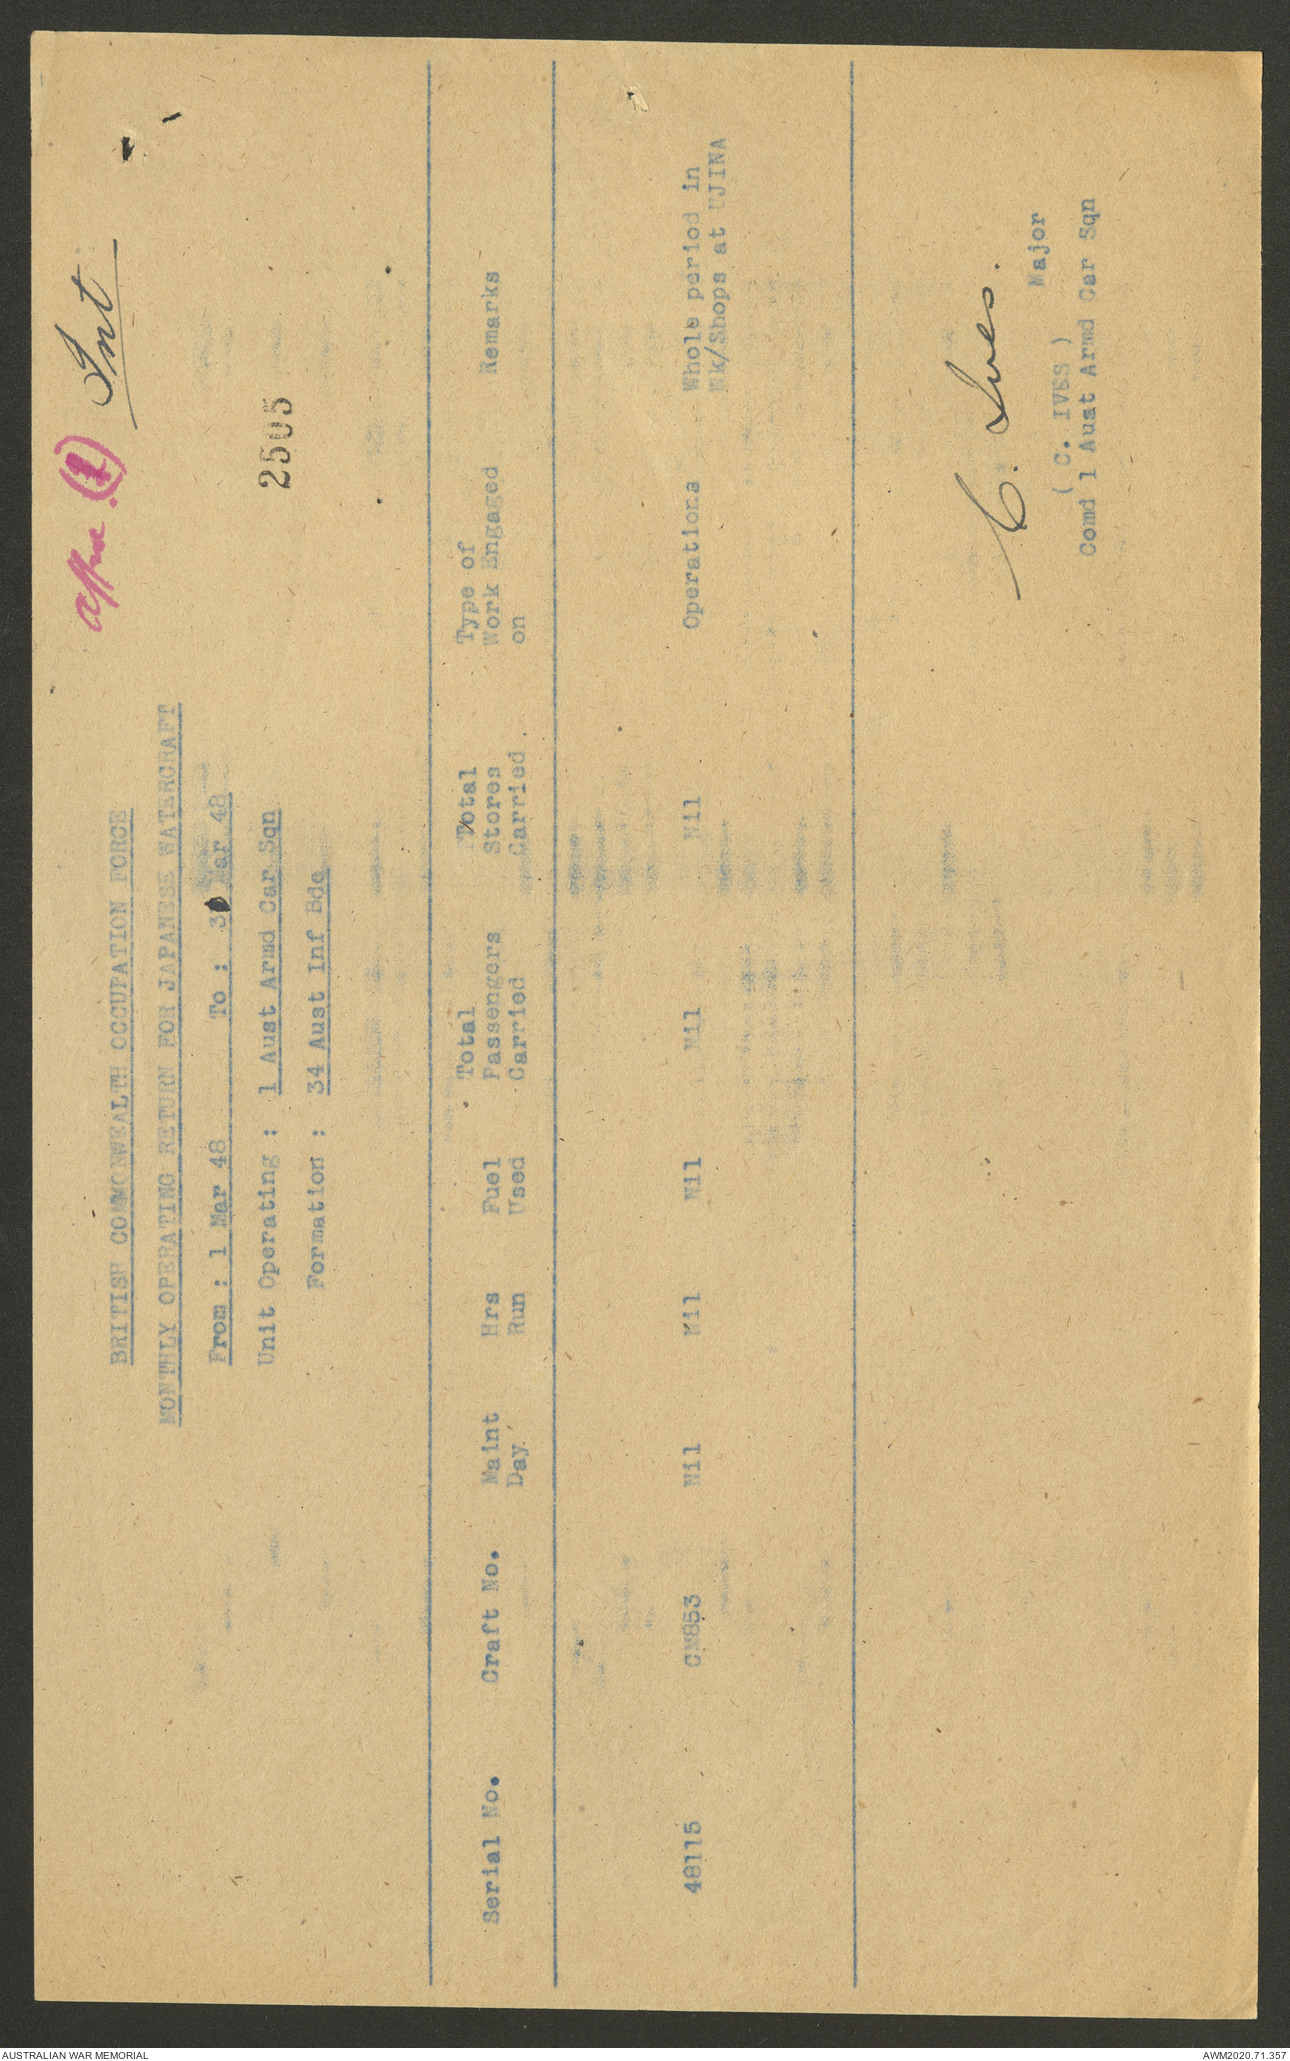 Int
appx. (1)
2505
BRITISH COMMONWEALTH OCCUPATION FORCE
MONTHLY OPERATING RETURN FOR JAPANESE WATERCRAFT
From : 1 Mar 48 To : 31 Mar 48
Unit Operating : 1 Aust Armd Car Sqn
Formation : 34 Aust Inf Bde
Serial No. Craft No. Maint Day Hrs Run Fuel Used Total Passengers Carried Total Stores Carried Type of Work Engaged on Remarks
48115 CM853 Nil Nil Nil Nil Nil Operations Whole period in
Wk/Shops at UJINA
C. Ives.
Major
( C. IVES )
Comd 1 Aust Armd Car Sqn
AUSTRALIAN WAR MEMORIAL
AWM2020.71.357